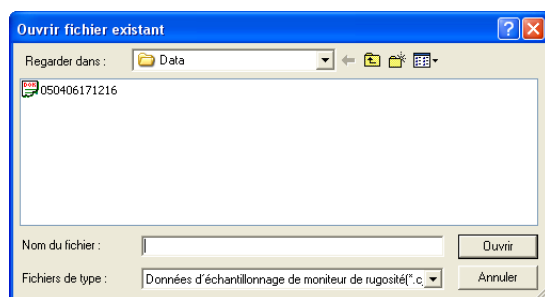 Ouvrir fichier existant
Regarder dans : Data
050406171216
Nom du fichier : Ouvrir
Fichiers de type : Données d'échantillonnage de moniteur de rugosité(*.c Annuler